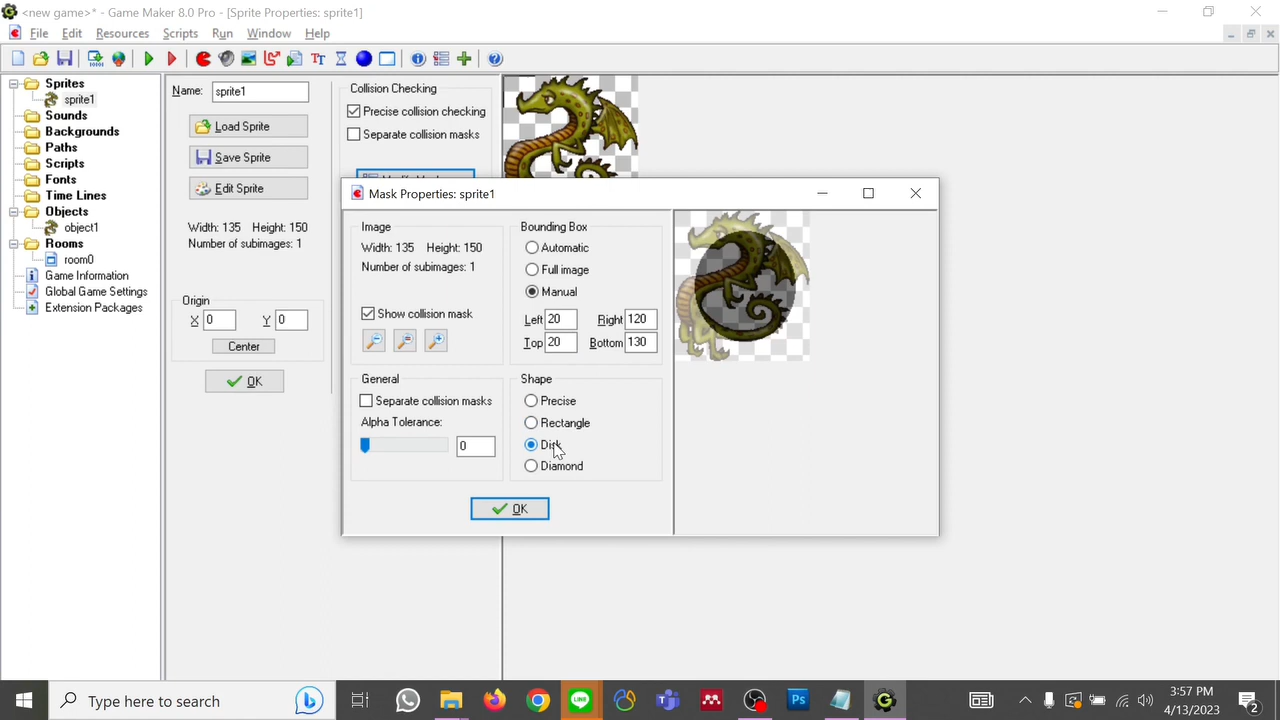 <new game>* - Game Maker 8.0 Pro - [Sprite Properties: sprite1]
File Edit Resources Scripts Run Window Help
Sprites
sprite1
Sounds
Backgrounds
Paths
Scripts
Fonts
Time Lines
Objects
object1
Rooms
room0
Game Information
Global Game Settings
Extension Packages
Name: sprite1
Load Sprite
Save Sprite
Edit Sprite
Width: 135 Height: 150
Number of subimages: 1
Origin
X 0 Y 0
Center
OK
Collision Checking
Precise collision checking
Separate collision masks
Mask Properties: sprite1
Image
Width: 135 Height: 150
Number of subimages: 1
Show collision mask
General
Separate collision masks
Alpha Tolerance:
0
Bounding Box
Automatic
Full image
Manual
Left 20 Right 120
Top 20 Bottom 130
Shape
Precise
Rectangle
Disk
Diamond
OK
Type here to search
3:57 PM
4/13/2023
2